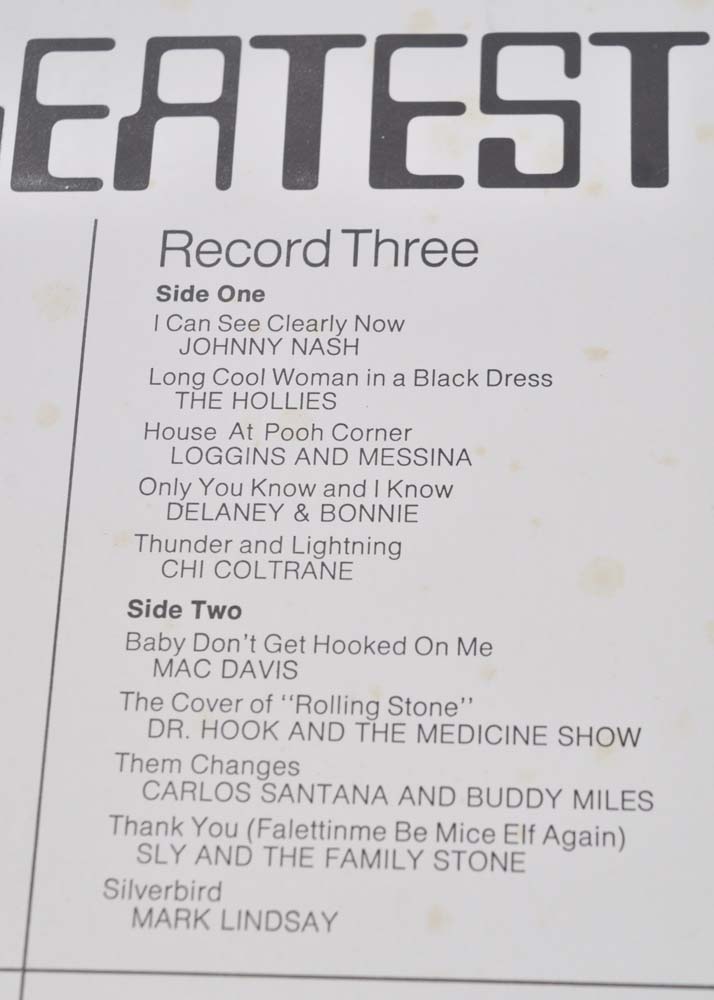 EATEST
Record Three
Side One
I Can See Clearly Now
JOHNNY NASH
Long Cool Woman in a Black Dress
THE HOLLIES
House At Pooh Corner
LOGGINS AND MESSINA
Only You Know and I Know
DELANEY & BONNIE
Thunder and Lightning
CHI COLTRANE
Side Two
Baby Don't Get Hooked On Me
MAC DAVIS
The Cover of "Rolling Stone"
DR. HOOK AND THE MEDICINE SHOW
Them Changes
CARLOS SANTANA AND BUDDY MILES
Thank You (Falettinme Be Mice Elf Again)
SLY AND THE FAMILY STONE
Silverbird
MARK LINDSAY